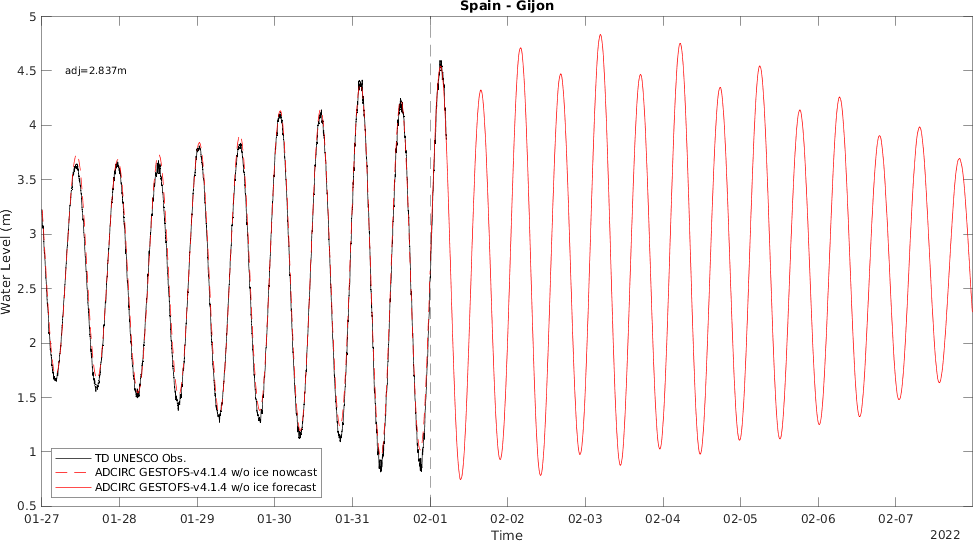 Spain - Gijon
5
4.5
4
3.5
3
2.5
2
1.5
1
0.5
Water Level (m)
adj=2.837m
TD UNESCO Obs.
ADCIRC GESTOFS-v4.1.4 w/o ice nowcast
ADCIRC GESTOFS-v4.1.4 w/o ice forecast
01-27 01-28 01-29 01-30 01-31 02-01 02-02 02-03 02-04 02-05 02-06 02-07
Time
2022